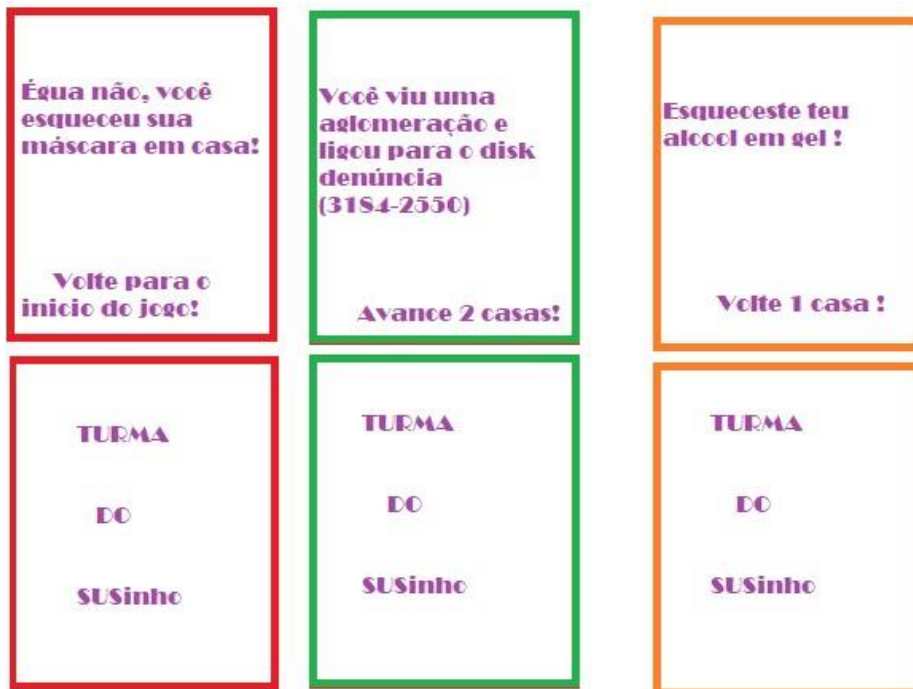 Égua não, você
esqueceu sua
máscara em casa!
Volte para o
inicio do jogo!
Você viu uma
aglomeração e
ligou para o disk
denúncia
(3184-2550)
Avance 2 casas!
Esqueceste teu
alcool em gel !
Volte 1 casa !
TURMA
DO
SUSinho
TURMA
DO
SUSinho
TURMA
DO
SUSinho